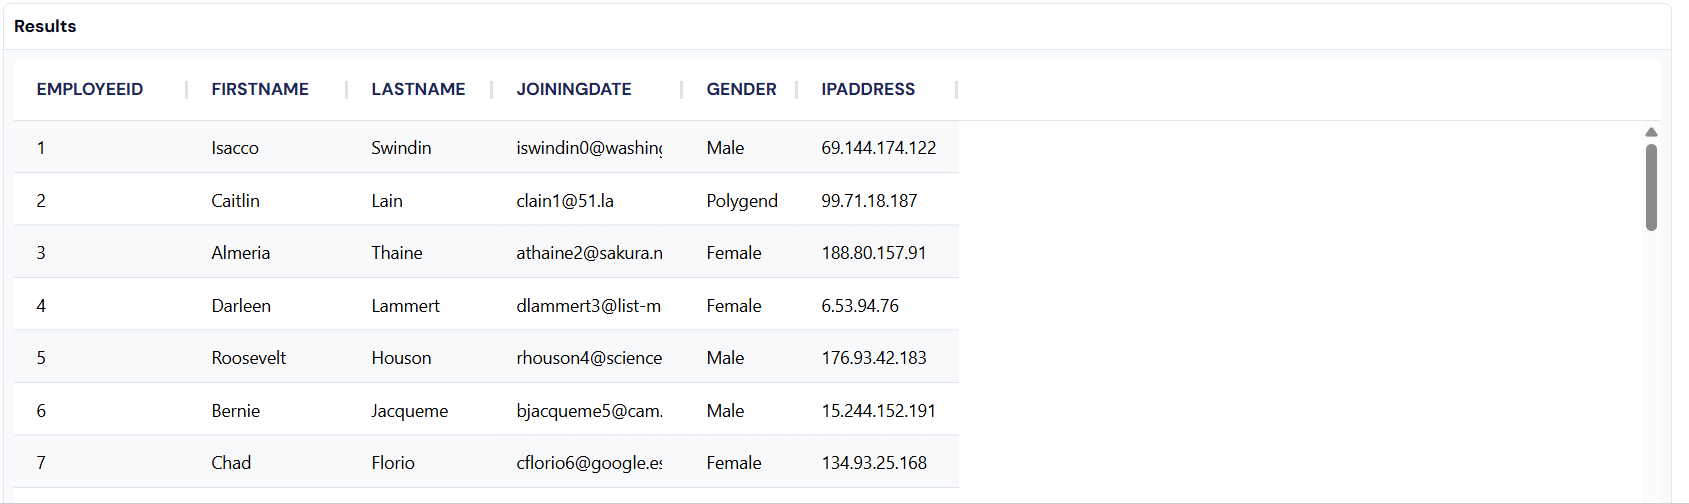 Results
EMPLOYEEID FIRSTNAME LASTNAME JOININGDATE GENDER IPADDRESS
1 Isacco Swindin iswindin0@washing Male 69.144.174.122
2 Caitlin Lain clain1@51.la Polygend 99.71.18.187
3 Almeria Thaine athaine2@sakura.n Female 188.80.157.91
4 Darleen Lammert dlammert3@list-m Female 6.53.94.76
5 Roosevelt Houson rhouson4@science Male 176.93.42.183
6 Bernie Jacqueme bjacqueme5@cam. Male 15.244.152.191
7 Chad Florio cflorio6@google.es Female 134.93.25.168